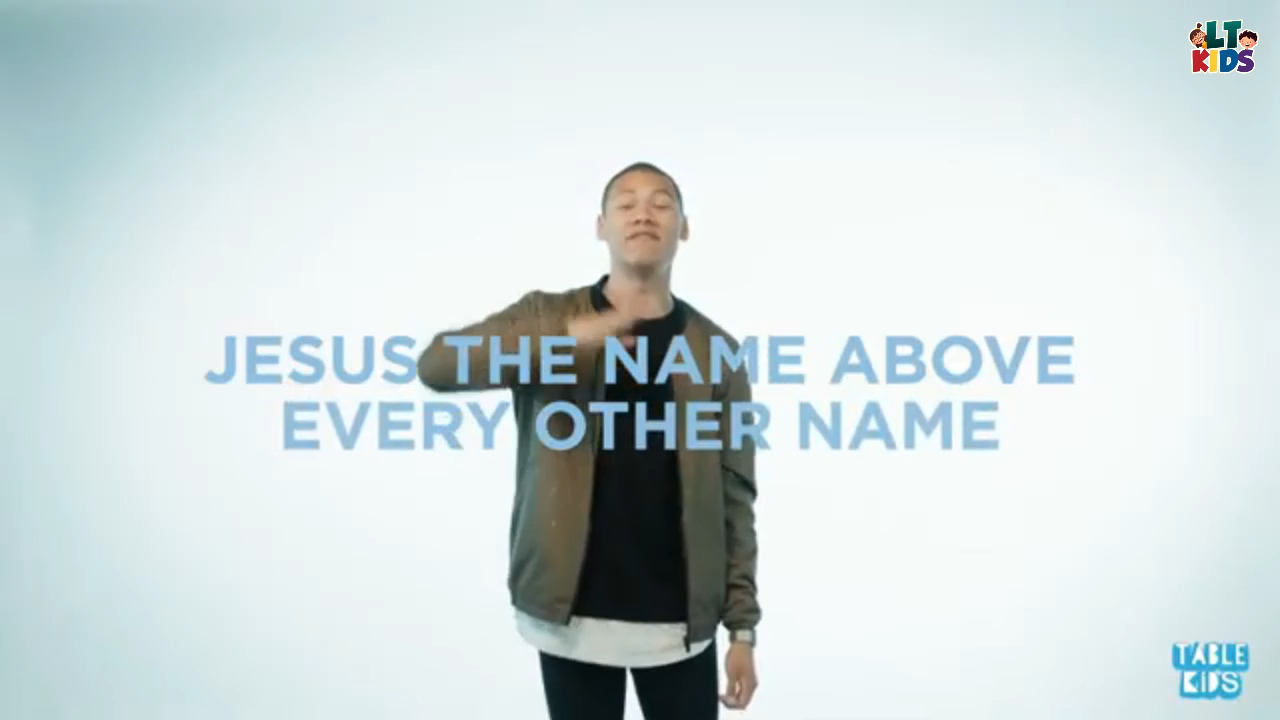 LT
KIDS
JESUS THE NAME ABOVE
EVERY OTHER NAME
TABLE
KIDS